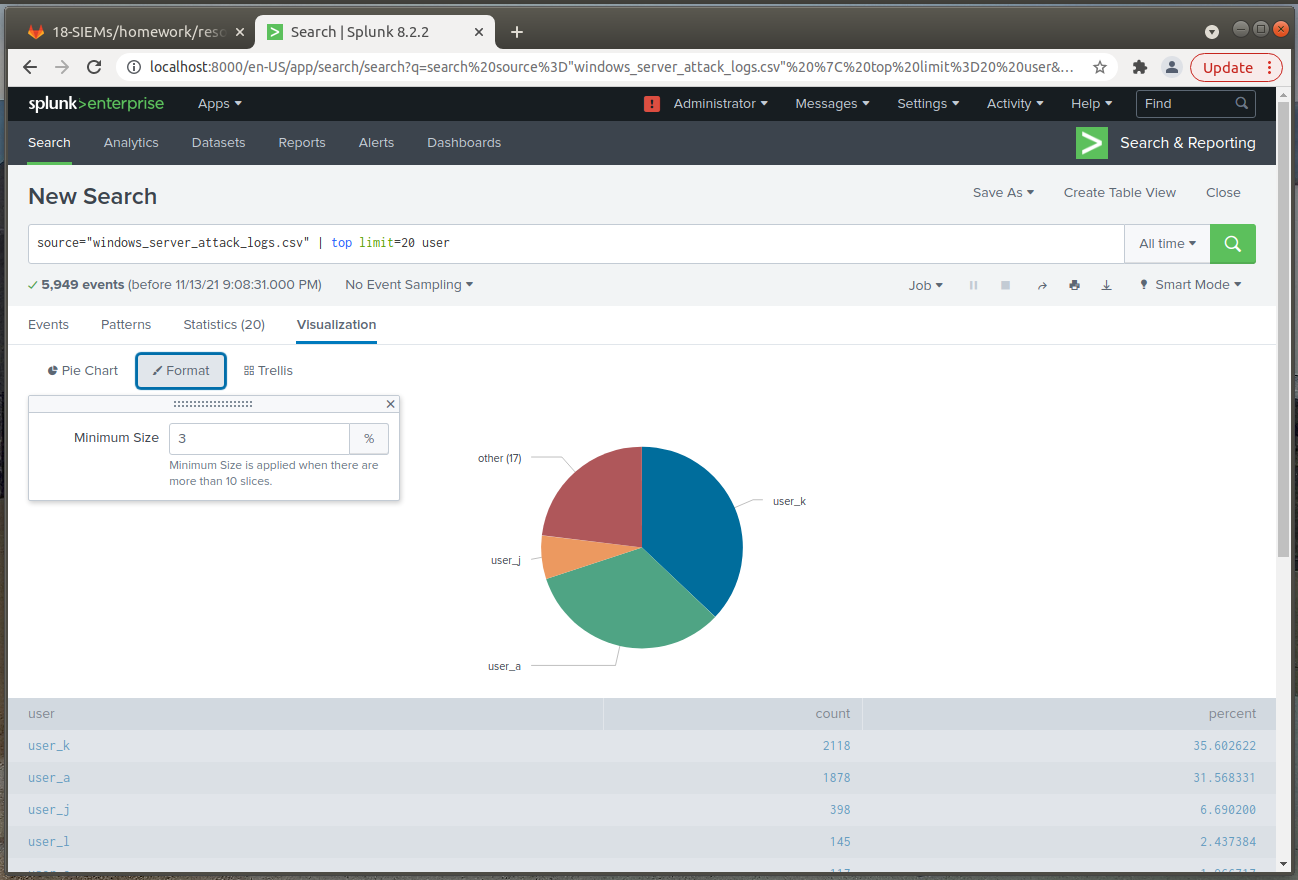 18-SIEMs/homework/reso
Search | Splunk 8.2.2
localhost:8000/en-US/app/search/search?q=search%20source%3D"windows_server_attack_logs.csv"%20%7C%20top%20limit%3D20%20user&...
Update
splunk>enterprise
Apps
!
Administrator
Messages
Settings
Activity
Help
Find
Search
Analytics
Datasets
Reports
Alerts
Dashboards
Search & Reporting
New Search
Save As
Create Table View
Close
source="windows_server_attack_logs.csv" | top limit=20 user
All time
5,949 events (before 11/13/21 9:08:31.000 PM)
No Event Sampling
Job
Smart Mode
Events
Patterns
Statistics (20)
Visualization
Pie Chart
Format
Trellis
Minimum Size
3
%
Minimum Size is applied when there are
more than 10 slices.
other (17)
user_k
user_j
user_a
user count percent
user_k 2118 35.602622
user_a 1878 31.568331
user_j 398 6.690200
user_l 145 2.437384